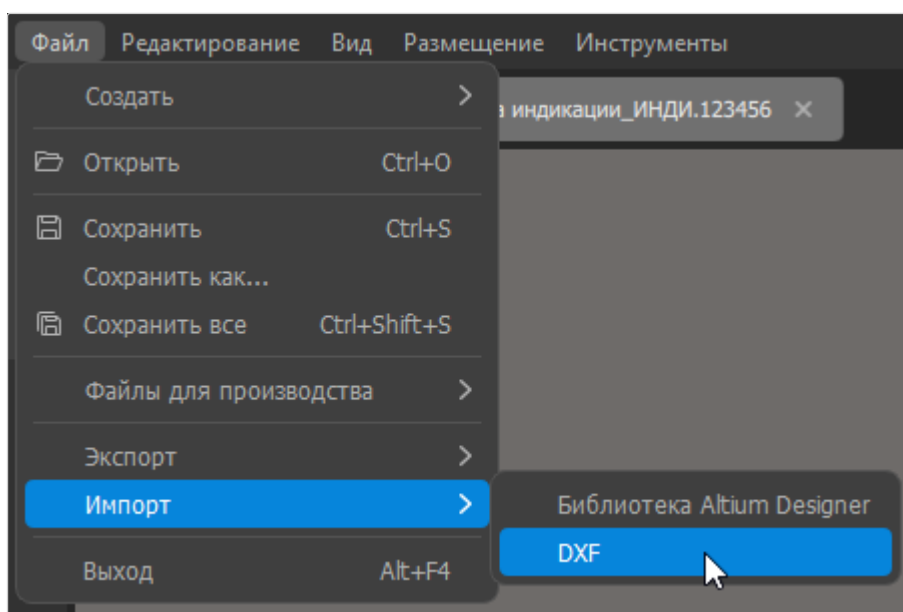 Файл Редактирование Вид Размещение Инструменты
Создать
индикации_ИНДИ.123456
Открыть Ctrl+O
Сохранить Ctrl+S
Сохранить как...
Сохранить все Ctrl+Shift+S
Файлы для производства
Экспорт
Импорт
Библиотека Altium Designer
DXF
Выход Alt+F4